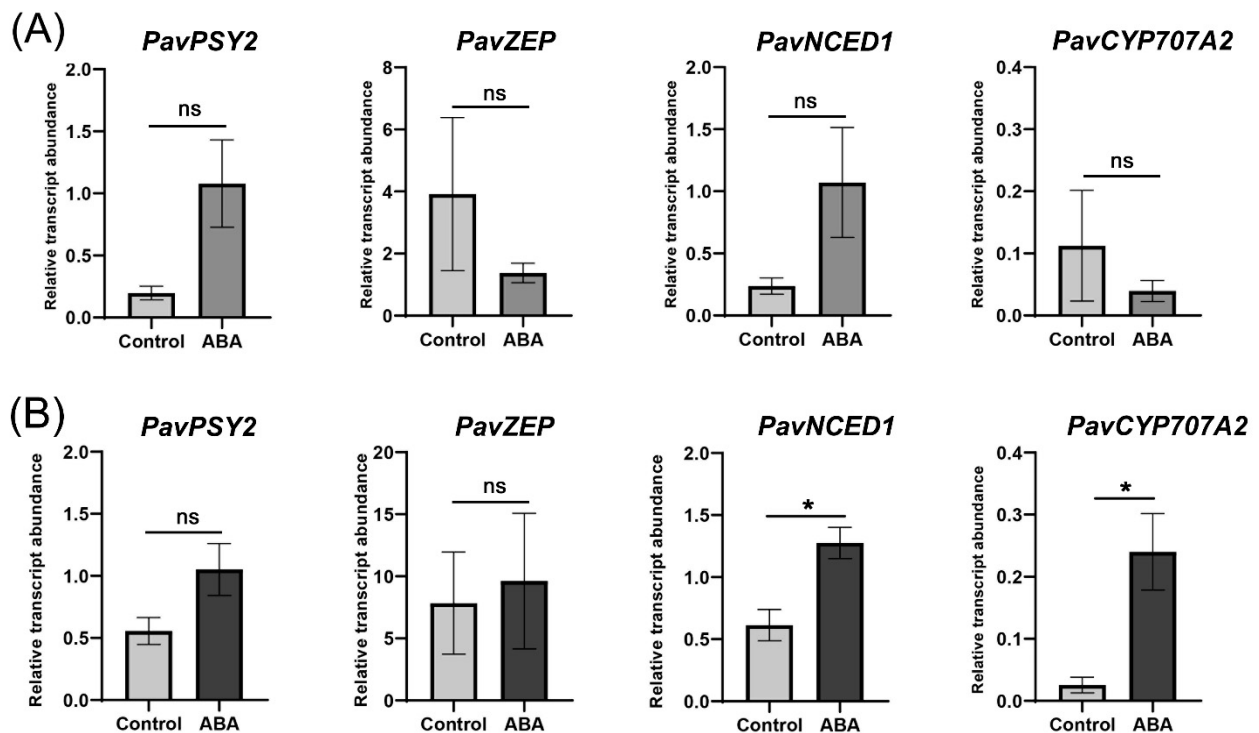 (A)
PavPSY2
PavZEP
PavNCED1
PavCYP707A2
Relative transcript abundance
2.0
1.5
1.0
0.5
0.0
ns
Control ABA
Relative transcript abundance
8
6
4
2
0
ns
Control ABA
Relative transcript abundance
2.0
1.5
1.0
0.5
0.0
ns
Control ABA
Relative transcript abundance
0.4
0.3
0.2
0.1
0.0
ns
Control ABA
(B)
PavPSY2
PavZEP
PavNCED1
PavCYP707A2
Relative transcript abundance
2.0
1.5
1.0
0.5
0.0
ns
Control ABA
Relative transcript abundance
20
15
10
5
0
ns
Control ABA
Relative transcript abundance
2.0
1.5
1.0
0.5
0.0
*
Control ABA
Relative transcript abundance
0.4
0.3
0.2
0.1
0.0
*
Control ABA